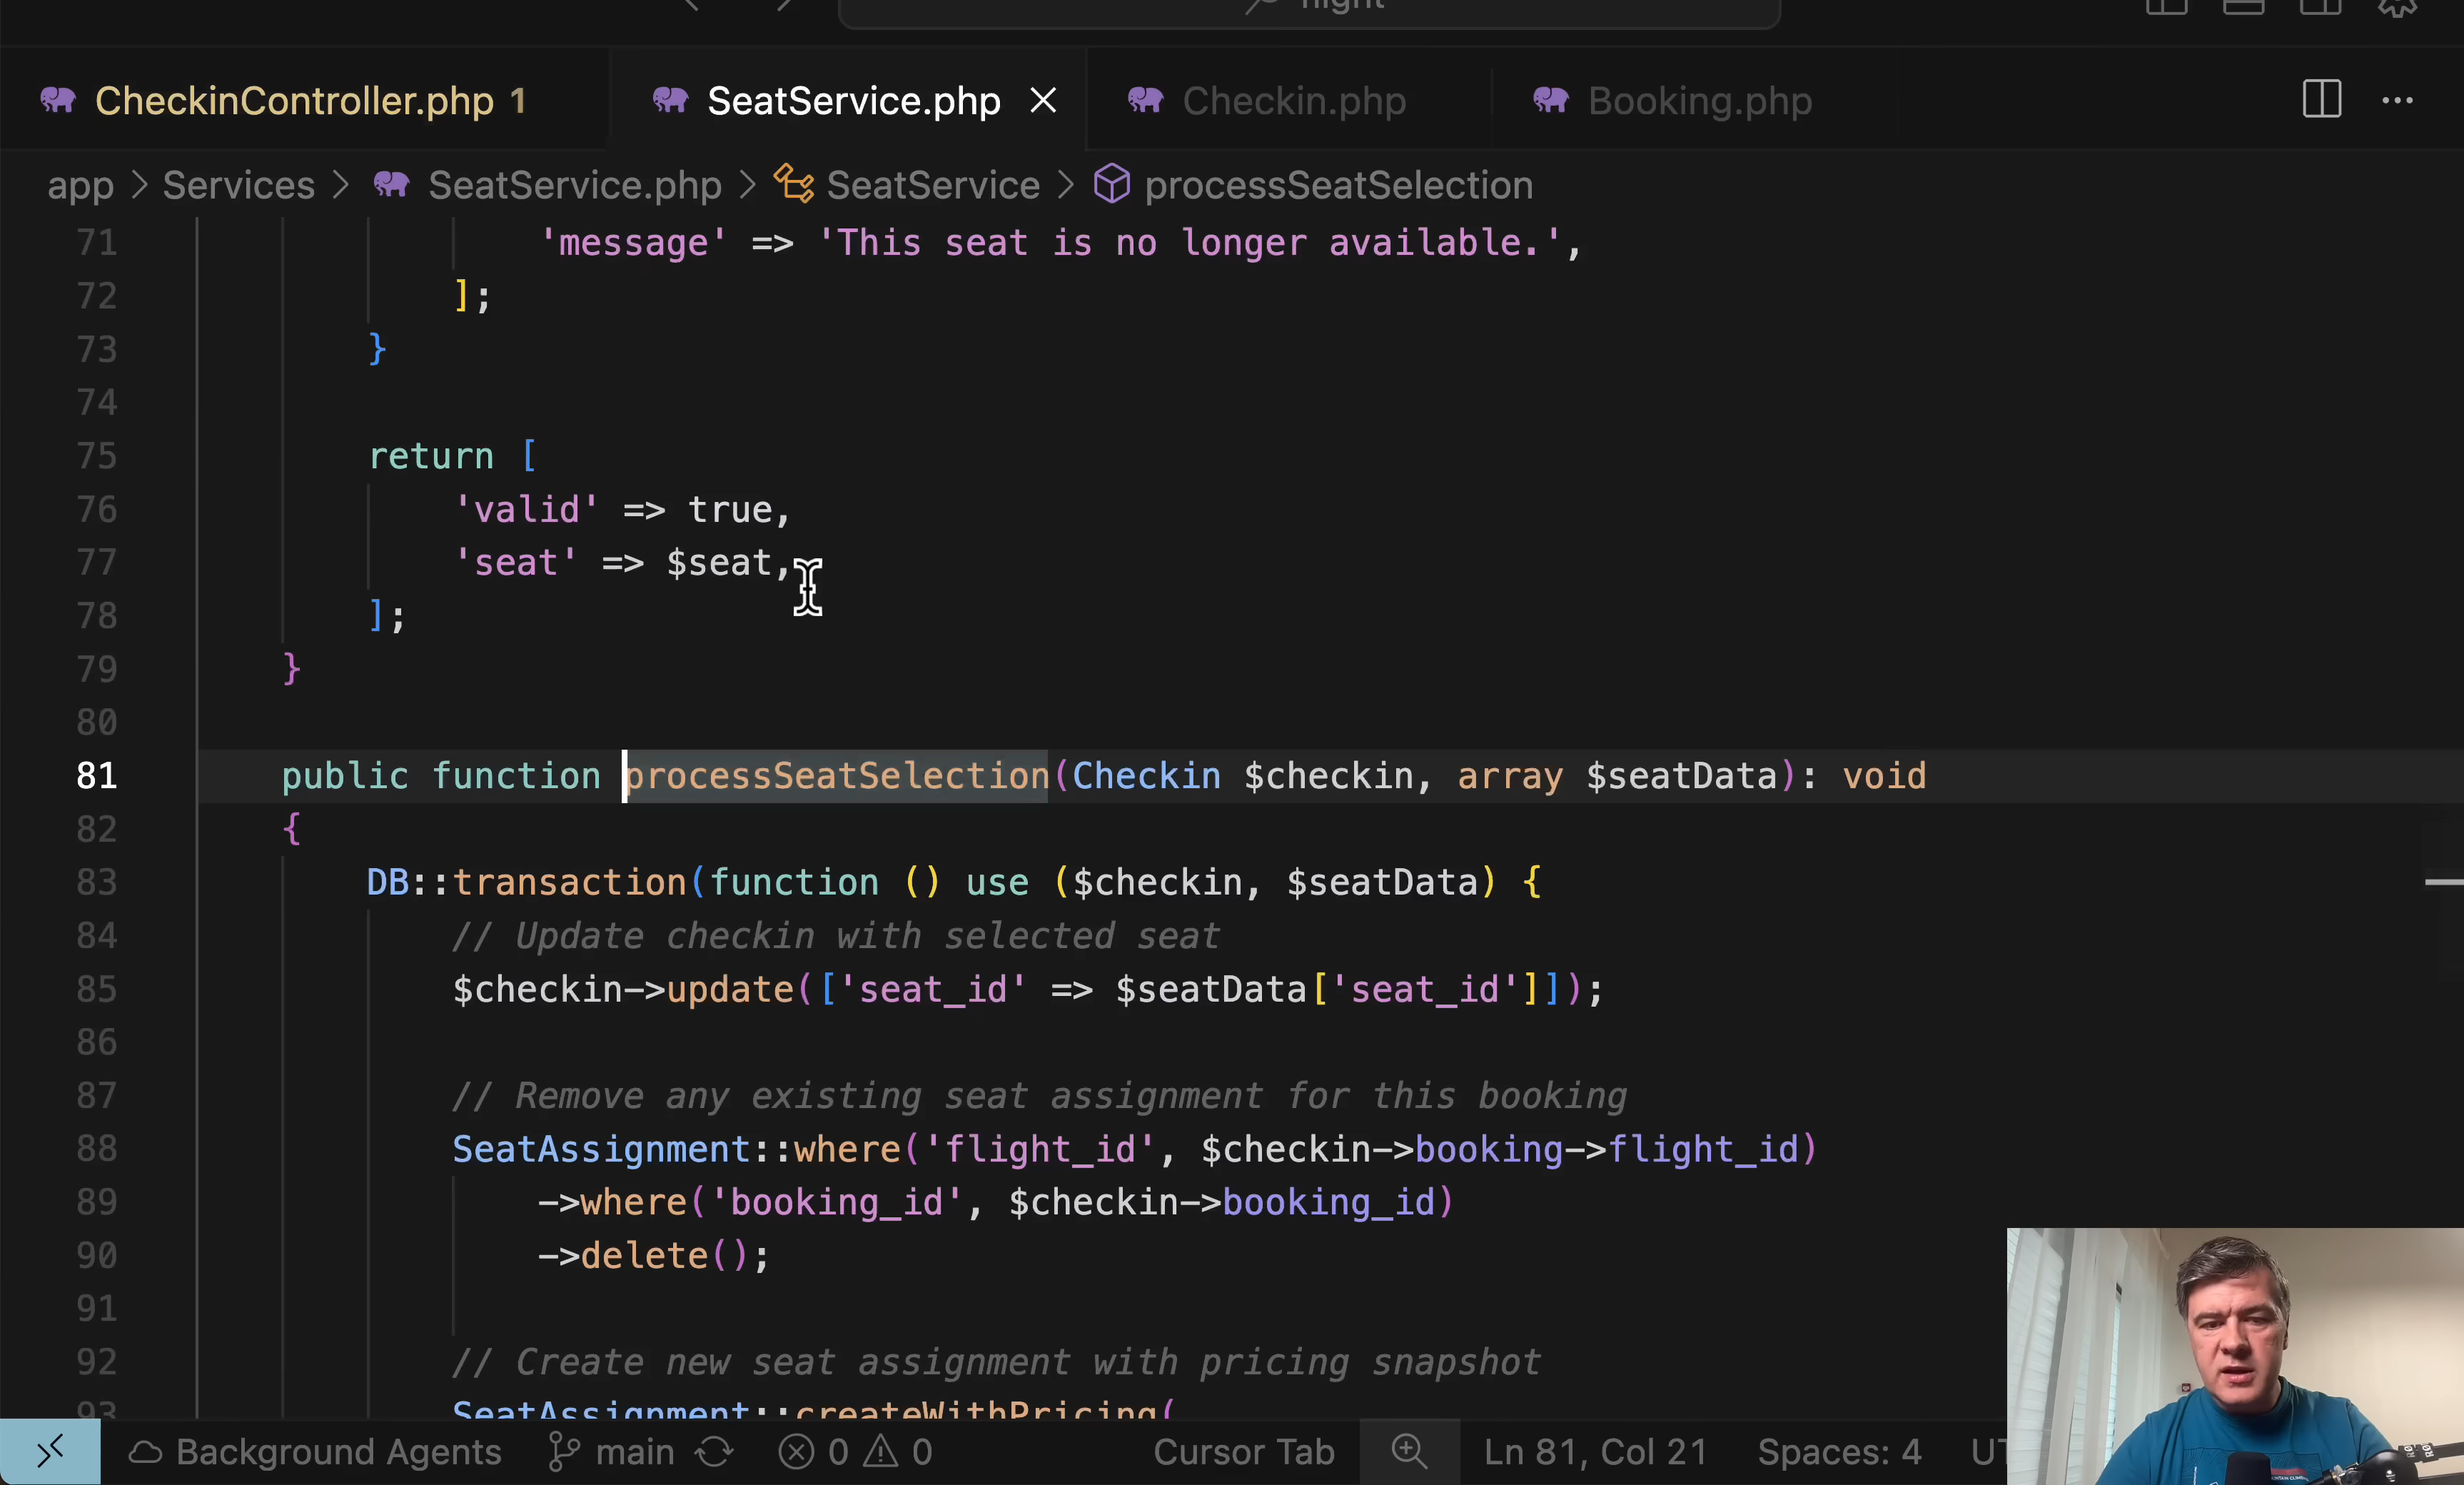 flight
CheckinController.php 1
SeatService.php
Checkin.php
Booking.php
app > Services > SeatService.php > SeatService > processSeatSelection
71 'message' => 'This seat is no longer available.',
72 ];
73 }
74
75 return [
76 'valid' => true,
77 'seat' => $seat,
78 ];
79 }
80
81 public function processSeatSelection(Checkin $checkin, array $seatData): void
82 {
83 DB::transaction(function () use ($checkin, $seatData) {
84 // Update checkin with selected seat
85 $checkin->update(['seat_id' => $seatData['seat_id']]);
86
87 // Remove any existing seat assignment for this booking
88 SeatAssignment::where('flight_id', $checkin->booking->flight_id)
89 ->where('booking_id', $checkin->booking_id)
90 ->delete();
91
92 // Create new seat assignment with pricing snapshot
93 SeatAssignment::createWithPricing(
Background Agents main 0 0 Cursor Tab Ln 81, Col 21 Spaces: 4